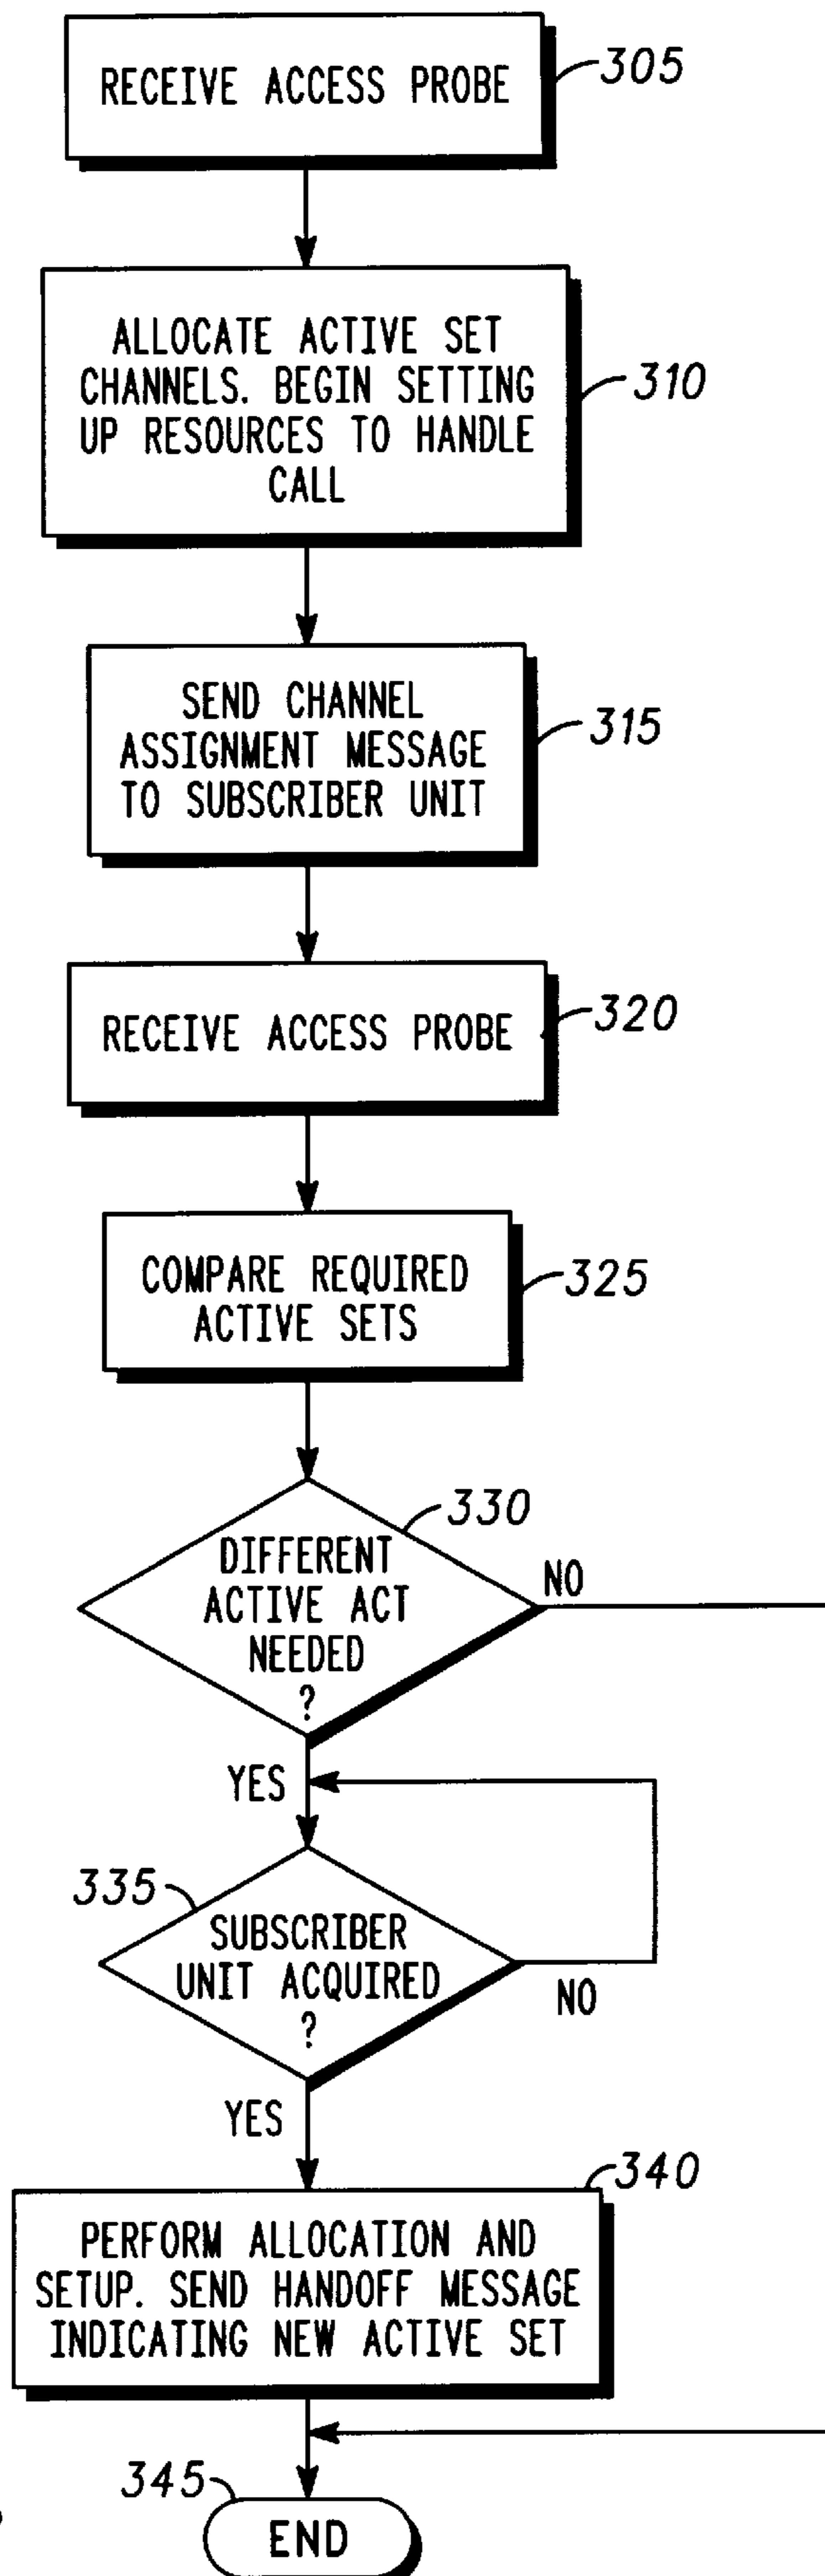 RECEIVE ACCESS PROBE
305
ALLOCATE ACTIVE SET
CHANNELS. BEGIN SETTING
UP RESOURCES TO HANDLE
CALL
310
SEND CHANNEL
ASSIGNMENT MESSAGE
TO SUBSCRIBER UNIT
315
RECEIVE ACCESS PROBE
320
COMPARE REQUIRED
ACTIVE SETS
325
330
DIFFERENT
ACTIVE ACT
NEEDED
?
NO
YES
335
SUBSCRIBER
UNIT ACQUIRED
?
NO
YES
340
PERFORM ALLOCATION AND
SETUP. SEND HANDOFF MESSAGE
INDICATING NEW ACTIVE SET
345
END